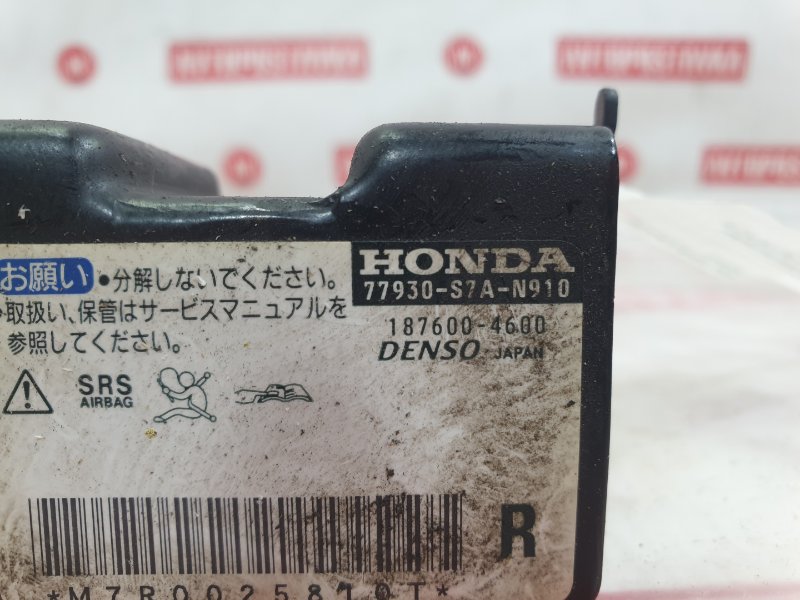 お願い
•分解しないでください。
•取扱い、保管はサービスマニュアルを
参照してください。
HONDA
77930-S7A-N910
187600-4600
DENSO JAPAN
SRS
AIRBAG
R
*M7R0025810T*